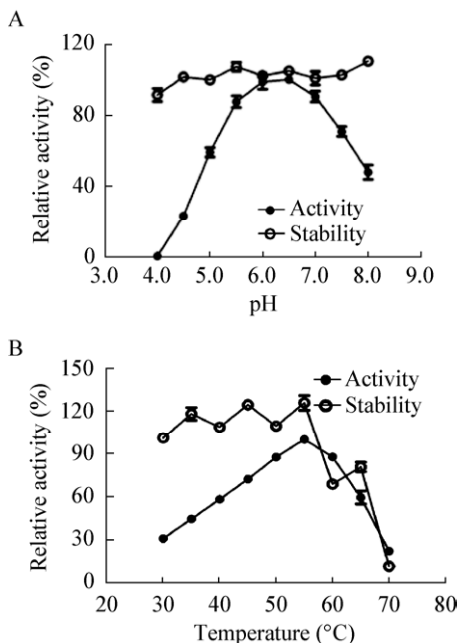 A
Relative activity (%)
120
80
40
0
Activity
Stability
3.0 4.0 5.0 6.0 7.0 8.0 9.0
pH
B
Relative activity (%)
150
120
90
60
30
0
Activity
Stability
20 30 40 50 60 70 80
Temperature (°C)